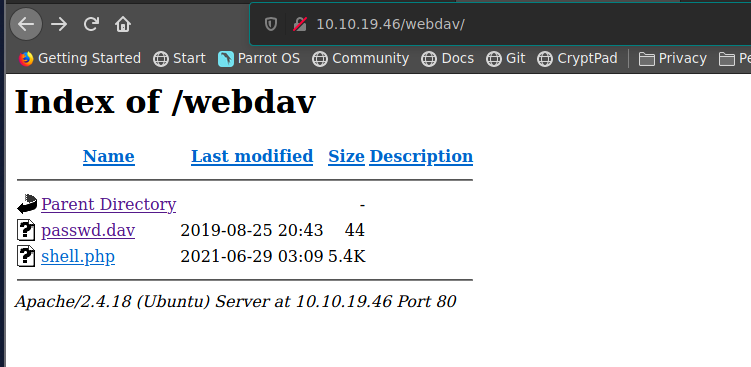 10.10.19.46/webdav/
Getting Started Start Parrot OS Community Docs Git CryptPad Privacy Pe
Index of /webdav
Name Last modified Size Description
Parent Directory -
passwd.dav 2019-08-25 20:43 44
shell.php 2021-06-29 03:09 5.4K
Apache/2.4.18 (Ubuntu) Server at 10.10.19.46 Port 80